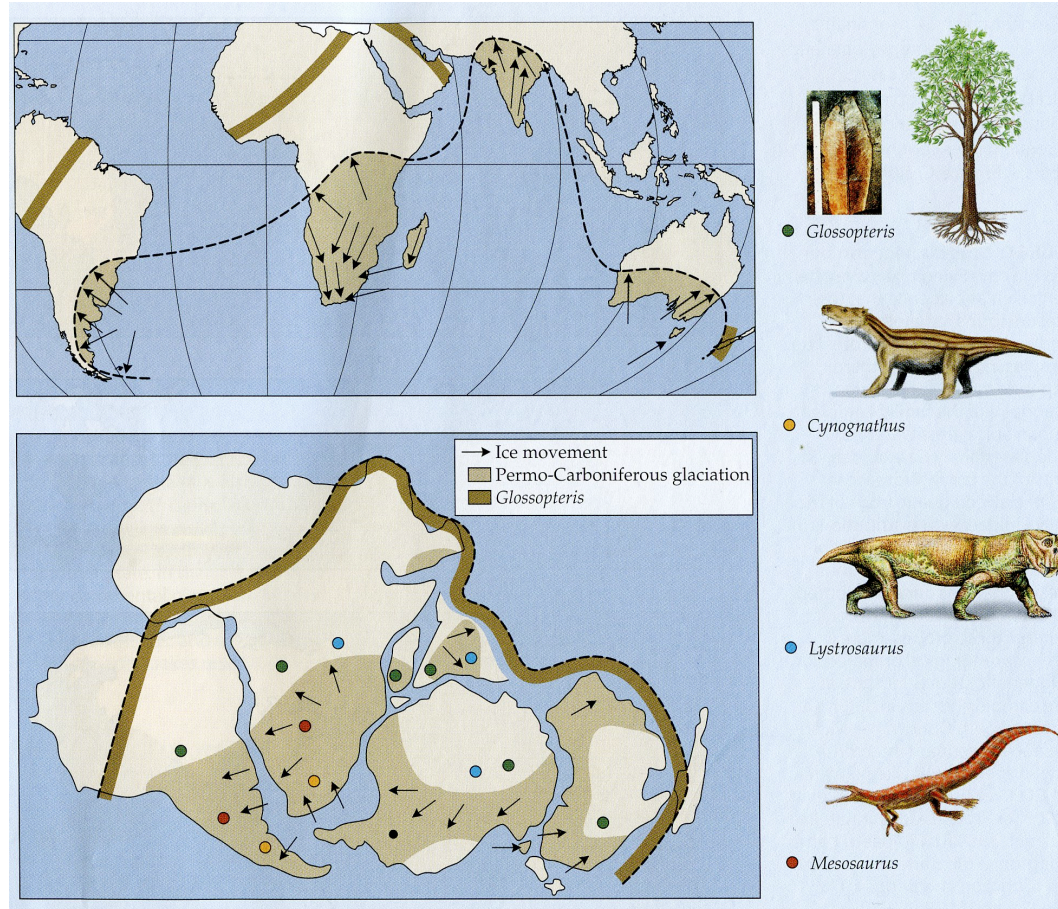 Glossopteris
Cynognathus
Lystrosaurus
Mesosaurus
Ice movement
Permo-Carboniferous glaciation
Glossopteris